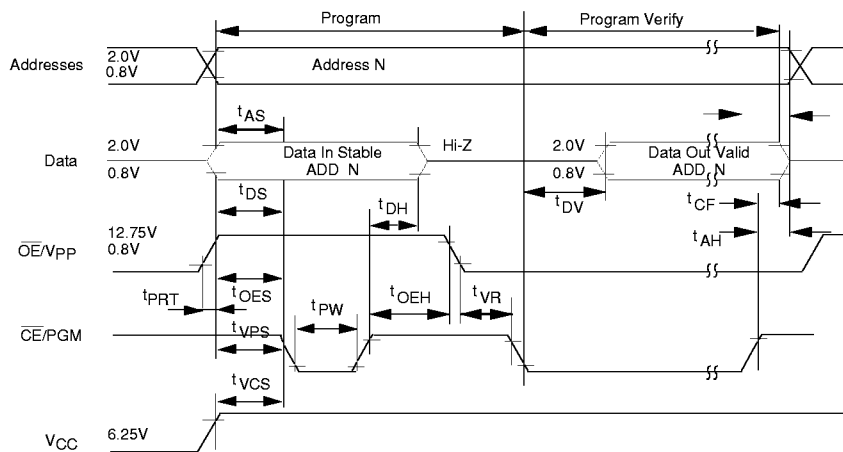 Program
Program Verify
Addresses
2.0V
0.8V
Address N
tAS
Data
2.0V
0.8V
Data In Stable
ADD N
Hi-Z
2.0V
0.8V
Data Out Valid
ADD N
tDS
tDH
tDV
tCF
tAH
OE/VPP
12.75V
0.8V
tPRT
tOES
tPW
tOEH
tVR
CE/PGM
tVPS
tVCS
VCC
6.25V